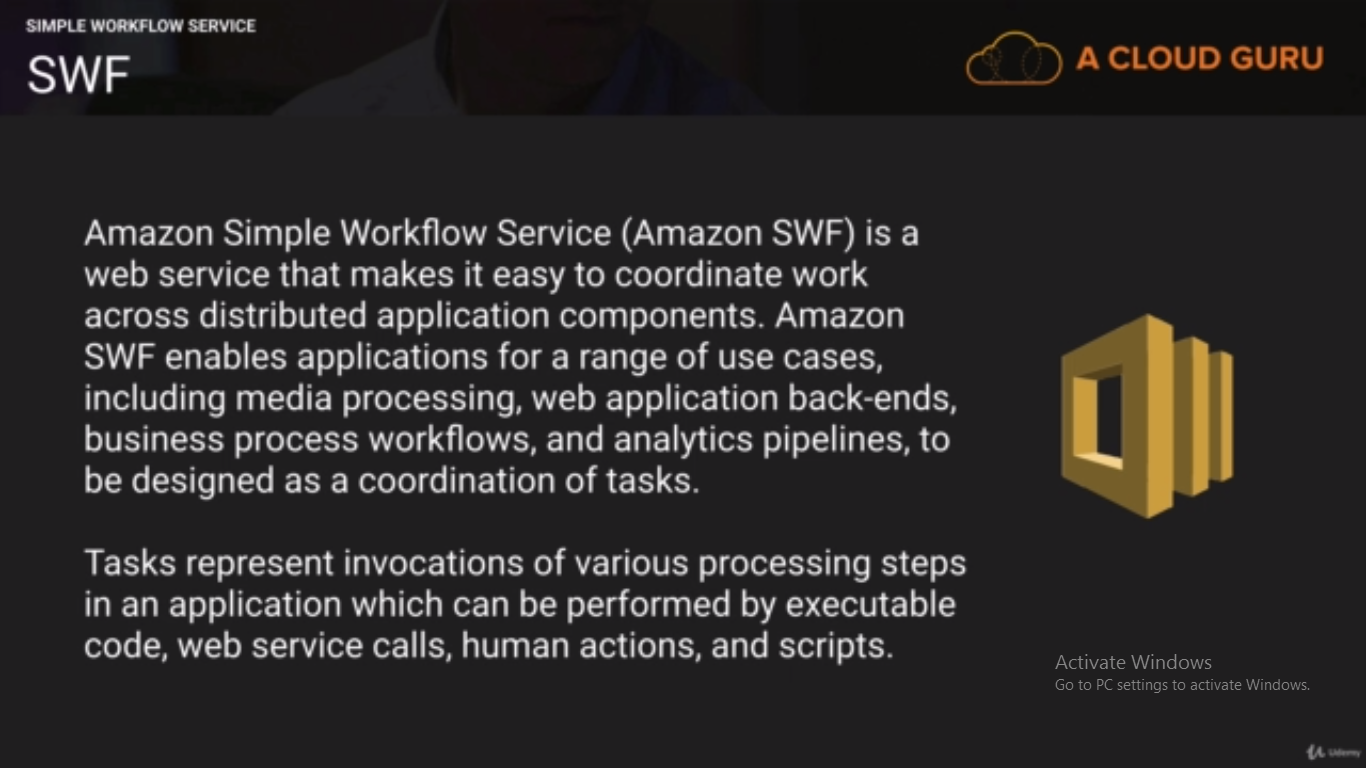 SIMPLE WORKFLOW SERVICE
SWF
A CLOUD GURU
Amazon Simple Workflow Service (Amazon SWF) is a
web service that makes it easy to coordinate work
across distributed application components. Amazon
SWF enables applications for a range of use cases,
including media processing, web application back-ends,
business process workflows, and analytics pipelines, to
be designed as a coordination of tasks.
Tasks represent invocations of various processing steps
in an application which can be performed by executable
code, web service calls, human actions, and scripts.
Activate Windows
Go to PC settings to activate Windows.
Udemy